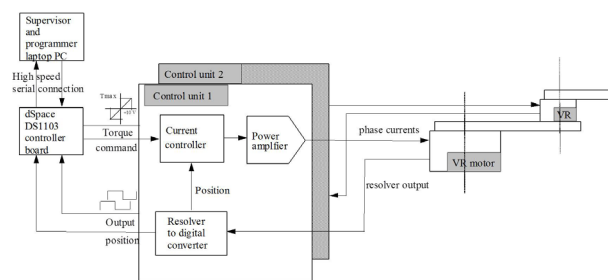 Supervisor
and
programmer
laptop PC
High speed
serial connection
dSpace
DS1103
controller
board
Tmax
Torque
command
Output
position
Control unit 2
Control unit 1
Current
controller
Power
amplfier
Position
Resolver
to digital
converter
phase currents
resolver output
VR
VR motor